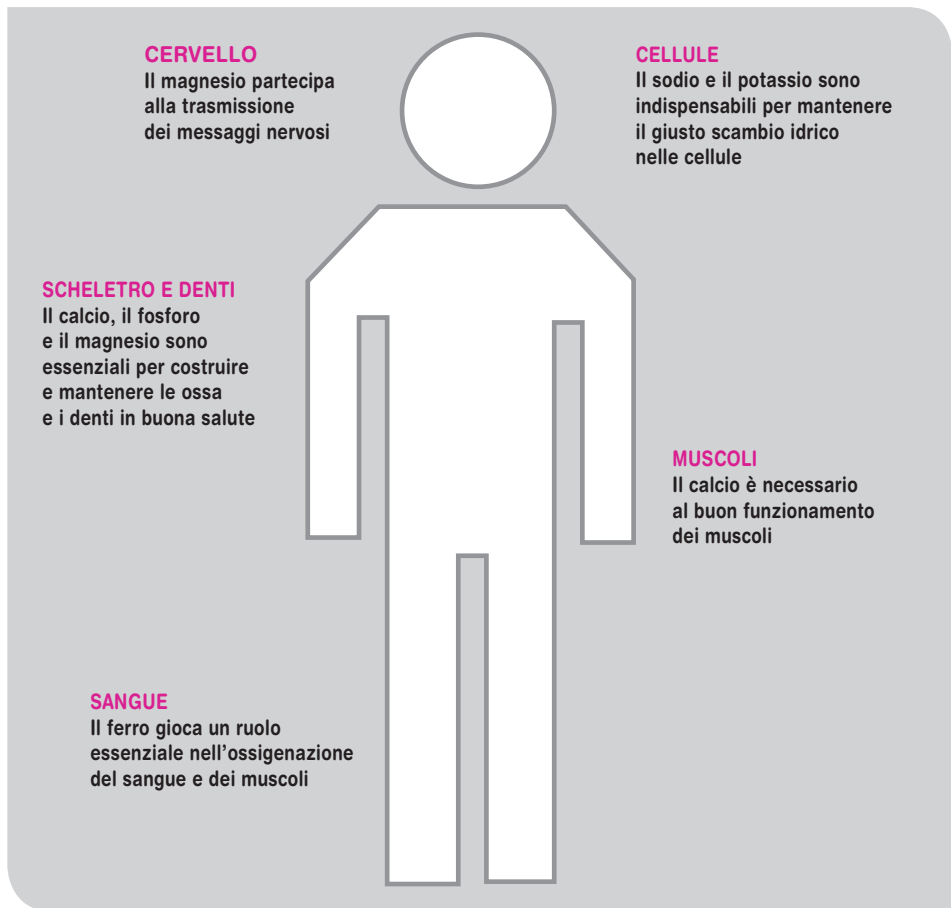 CERVELLO
Il magnesio partecipa
alla trasmissione
dei messaggi nervosi
CELLULE
Il sodio e il potassio sono
indispensabili per mantenere
il giusto scambio idrico
nelle cellule
SCHELETRO E DENTI
Il calcio, il fosforo
e il magnesio sono
essenziali per costruire
e mantenere le ossa
e i denti in buona salute
MUSCOLI
Il calcio è necessario
al buon funzionamento
dei muscoli
SANGUE
Il ferro gioca un ruolo
essenziale nell’ossigenazione
del sangue e dei muscoli